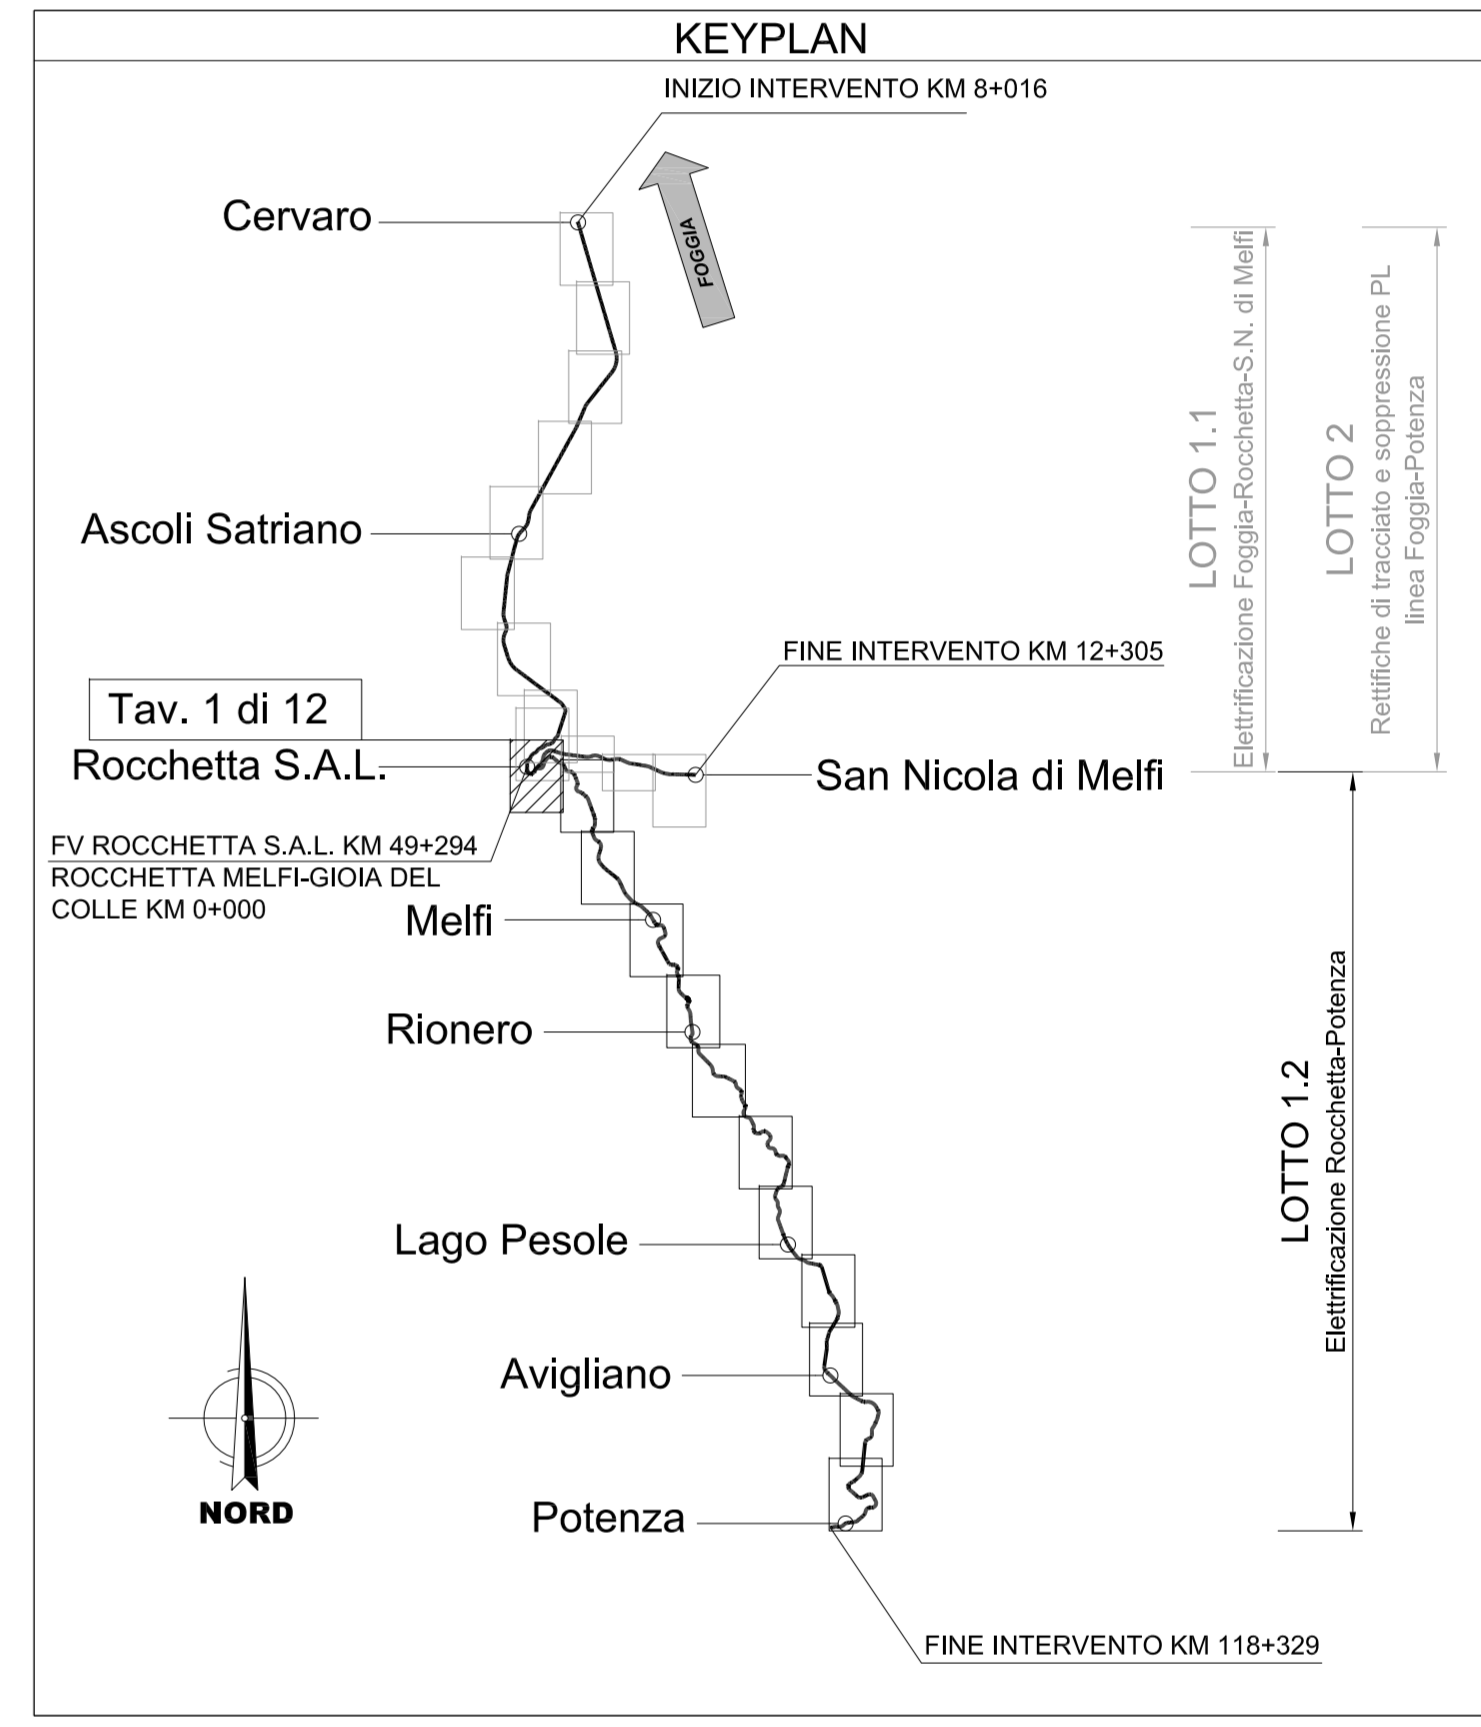 KEYPLAN
INIZIO INTERVENTO KM 8+016
Cervaro
FOGGIA
Ascoli Satriano
LOTTO 1.1
Elettrificazione Foggia-Rocchetta-S.N. di Melfi
LOTTO 2
Rettifiche di tracciato e soppressione PL
linea Foggia-Potenza
FINE INTERVENTO KM 12+305
Tav. 1 di 12
Rocchetta S.A.L.
San Nicola di Melfi
FV ROCCHETTA S.A.L. KM 49+294
ROCCHETTA MELFI-GIOIA DEL
COLLE KM 0+000
Melfi
Rionero
LOTTO 1.2
Elettrificazione Rocchetta-Potenza
Lago Pesole
Avigliano
NORD
Potenza
FINE INTERVENTO KM 118+329